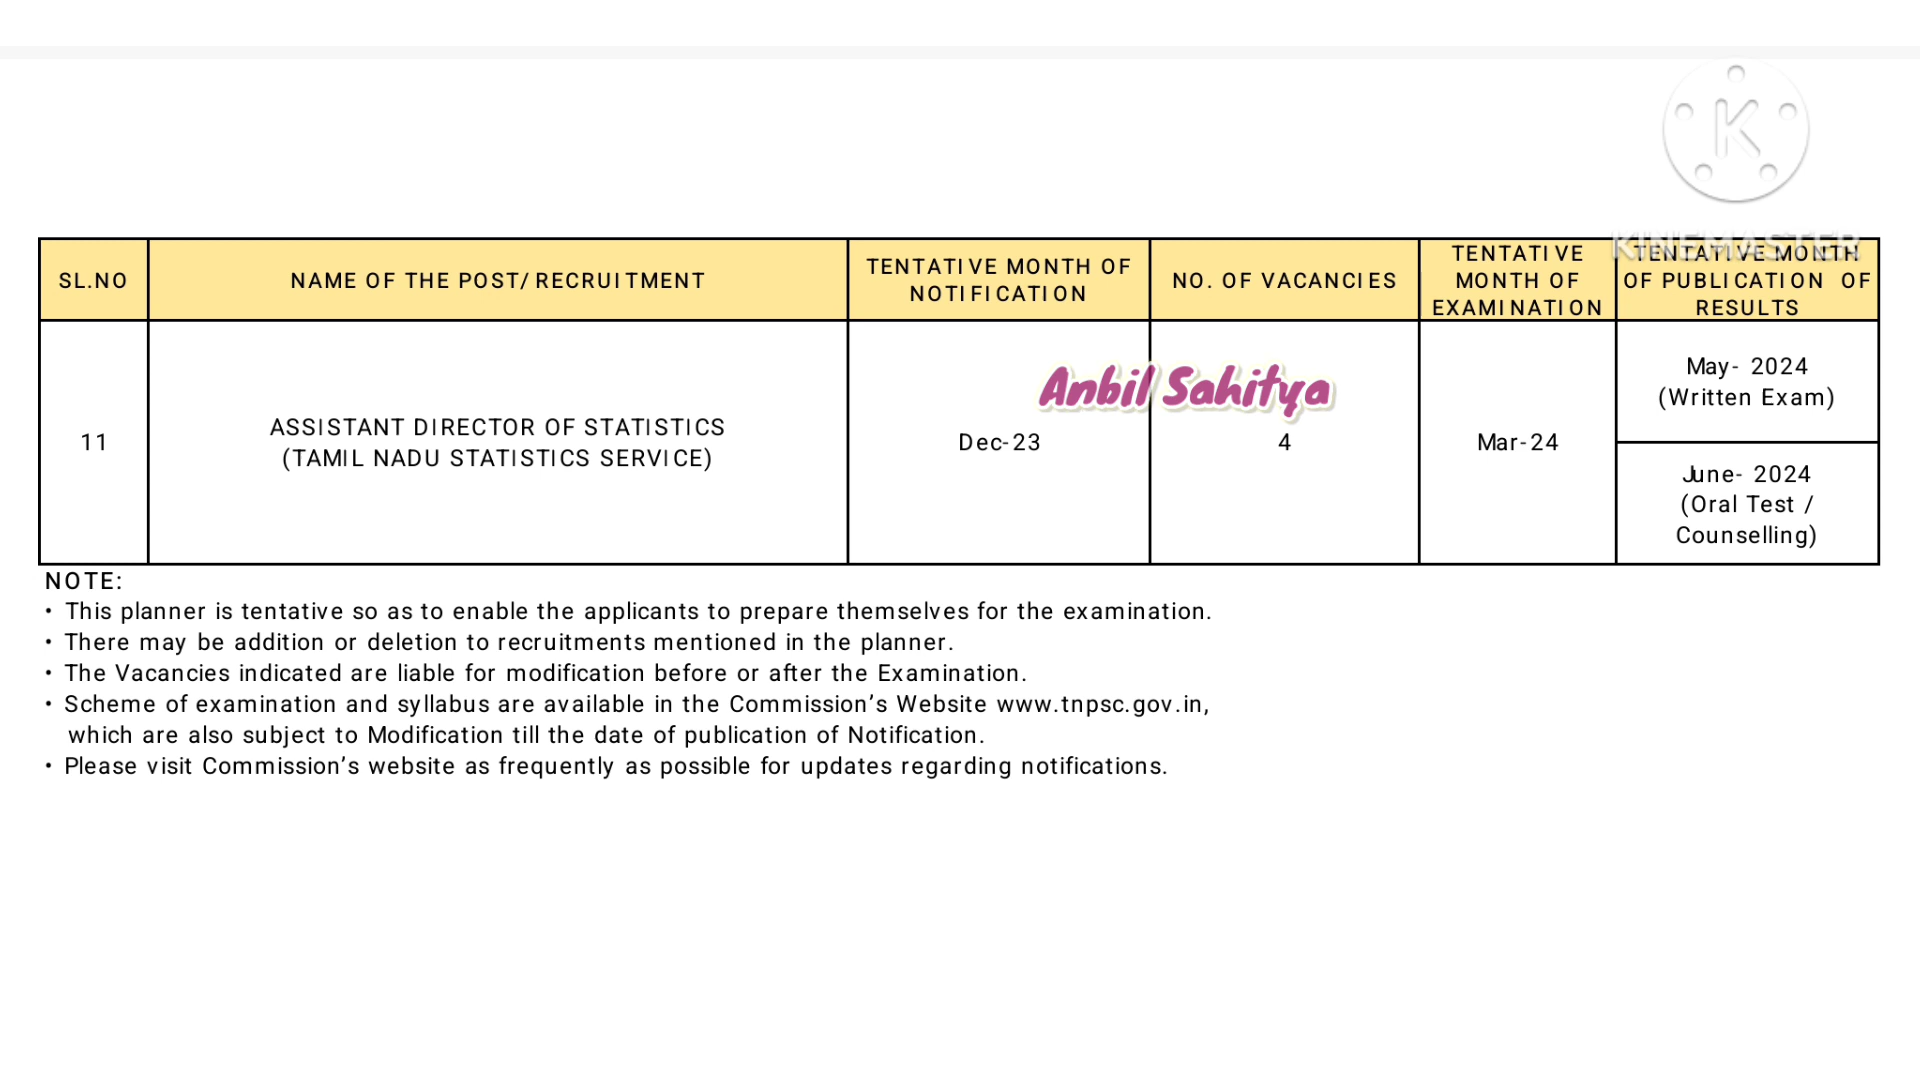 K
KINEMASTER
SL.NO
NAME OF THE POST/RECRUITMENT
TENTATIVE MONTH OF
NOTIFICATION
NO. OF VACANCIES
TENTATIVE
MONTH OF
EXAMINATION
TENTATIVE MONTH
OF PUBLICATION OF
RESULTS
11
ASSISTANT DIRECTOR OF STATISTICS
(TAMIL NADU STATISTICS SERVICE)
Dec-23
Anbil Sahitya
4
Mar-24
May- 2024
(Written Exam)
June- 2024
(Oral Test /
Counselling)
NOTE:
• This planner is tentative so as to enable the applicants to prepare themselves for the examination.
• There may be addition or deletion to recruitments mentioned in the planner.
• The Vacancies indicated are liable for modification before or after the Examination.
• Scheme of examination and syllabus are available in the Commission’s Website www.tnpsc.gov.in,
which are also subject to Modification till the date of publication of Notification.
• Please visit Commission’s website as frequently as possible for updates regarding notifications.